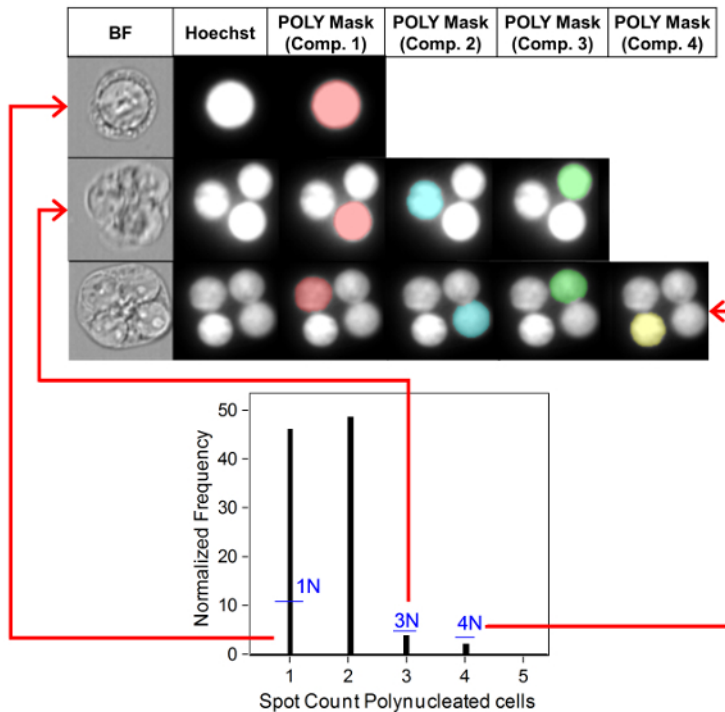 BF Hoechst POLY Mask (Comp. 1) POLY Mask (Comp. 2) POLY Mask (Comp. 3) POLY Mask (Comp. 4)
50
40
30
20
10
0
Normalized Frequency
1N
3N
4N
1 2 3 4 5
Spot Count Polynucleated cells